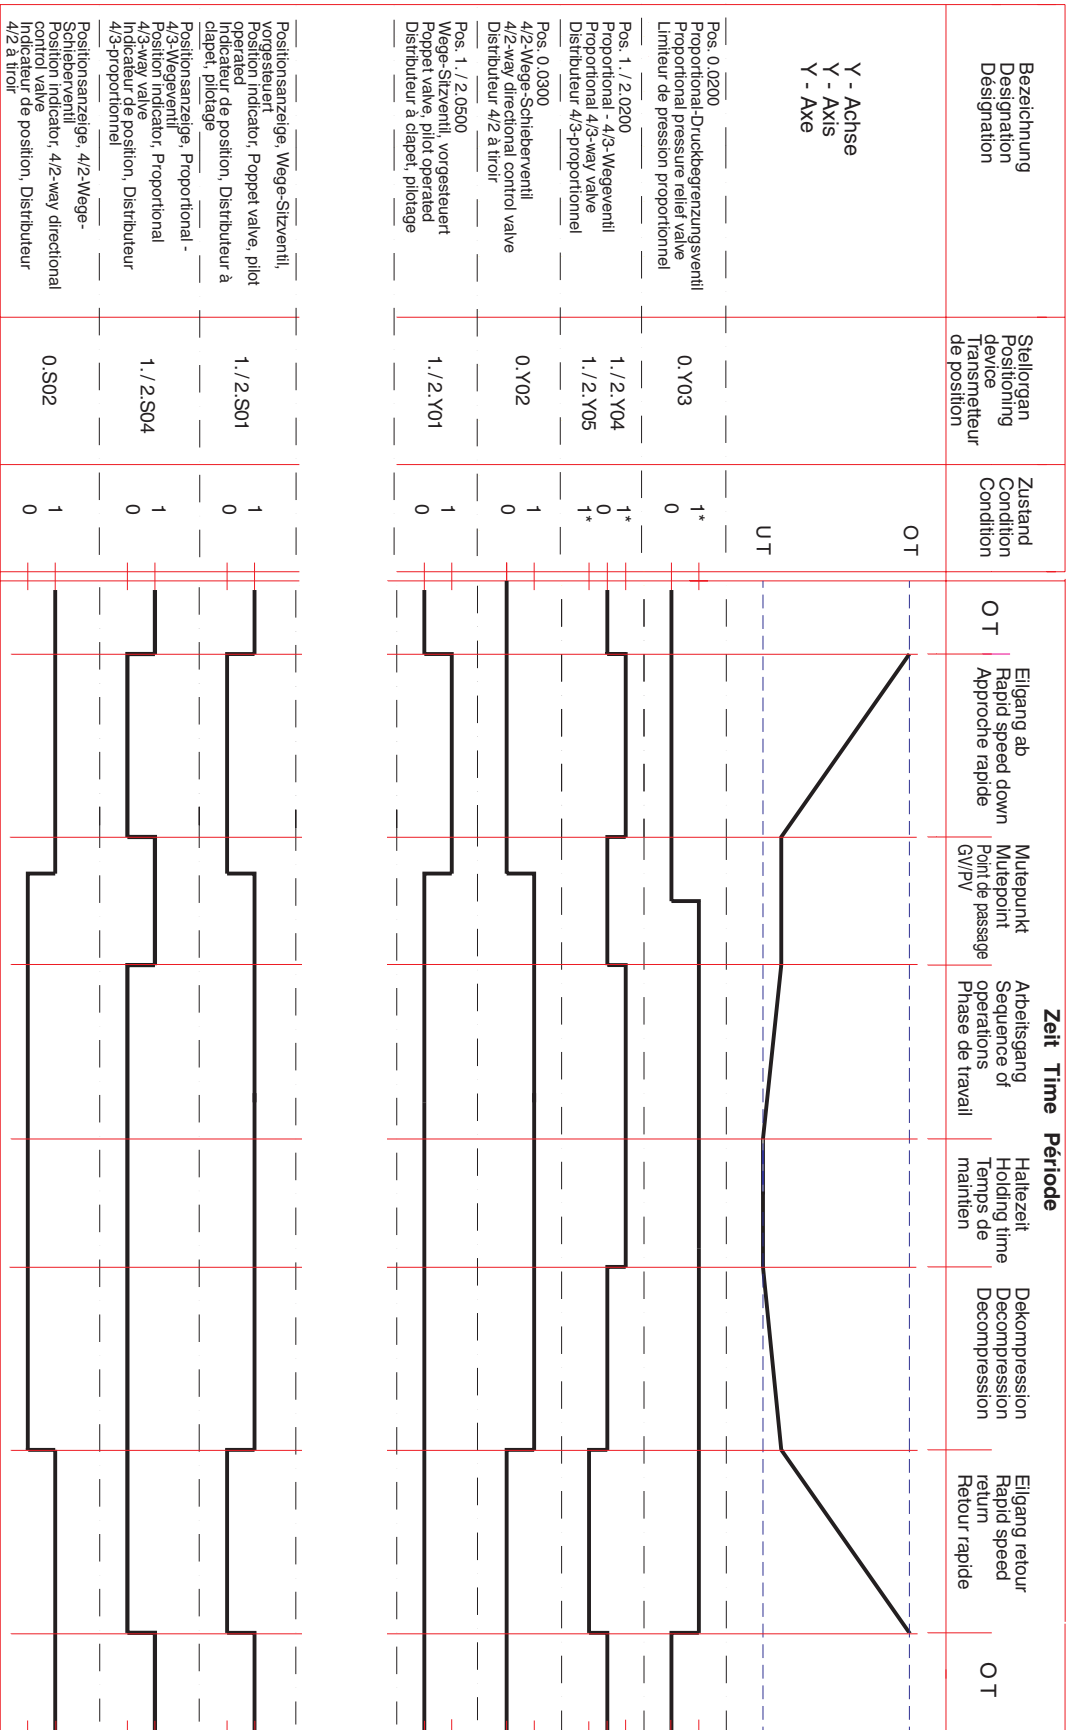 Zeit Time Période
Bezeichnung
Designation
Désignation
Stellorgan
Positioning
device
Transmetteur
de position
Zustand
Condition
Condition
O T
Eilgang ab
Rapid speed down
Approche rapide
Mutepunkt
Mutepoint
Point de passage
GV/PV
Arbeitsgang
Sequence of
operations
Phase de travail
Haltezeit
Holding time
Temps de
maintien
Dekompression
Decompression
Decompression
Eilgang retour
Rapid speed
return
Retour rapide
O T
Y - Achse
Y - Axis
Y - Axe
O T
U T
Pos. 0.0200
Proportional-Druckbegrenzungsventil
Proportional pressure relief valve
Limiteur de pression proportionnel
0.Y03
1*
0
Pos. 1. / 2.0200
Proportional - 4/3-Wegeventil
Proportional 4/3-way valve
Distributeur 4/3-proportionnel
1. / 2.Y04
1. / 2.Y05
1*
0
1*
Pos. 0.0300
4/2-Wege-Schieberventil
4/2-way directional control valve
Distributeur 4/2 à tiroir
0.Y02
1
0
Pos. 1. / 2.0500
Wege-Sitzventil, vorgesteuert
Poppet valve, pilot operated
Distributeur à clapet, pilotage
1. / 2.Y01
1
0
Positionsanzeige, Wege-Sitzventil,
vorgesteuert
Position indicator, Poppet valve, pilot
operated
Indicateur de position, Distributeur à
clapet, pilotage
1. / 2.S01
1
0
Positionsanzeige, Proportional -
4/3-Wegeventil
Position indicator, Proportional
4/3-way valve
Indicateur de position, Distributeur
4/3-proportionnel
1. / 2.S04
1
0
Positionsanzeige, 4/2-Wege-
Schieberventil
Position indicator, 4/2-way directional
control valve
Indicateur de position, Distributeur
4/2 à tiroir
0.S02
1
0